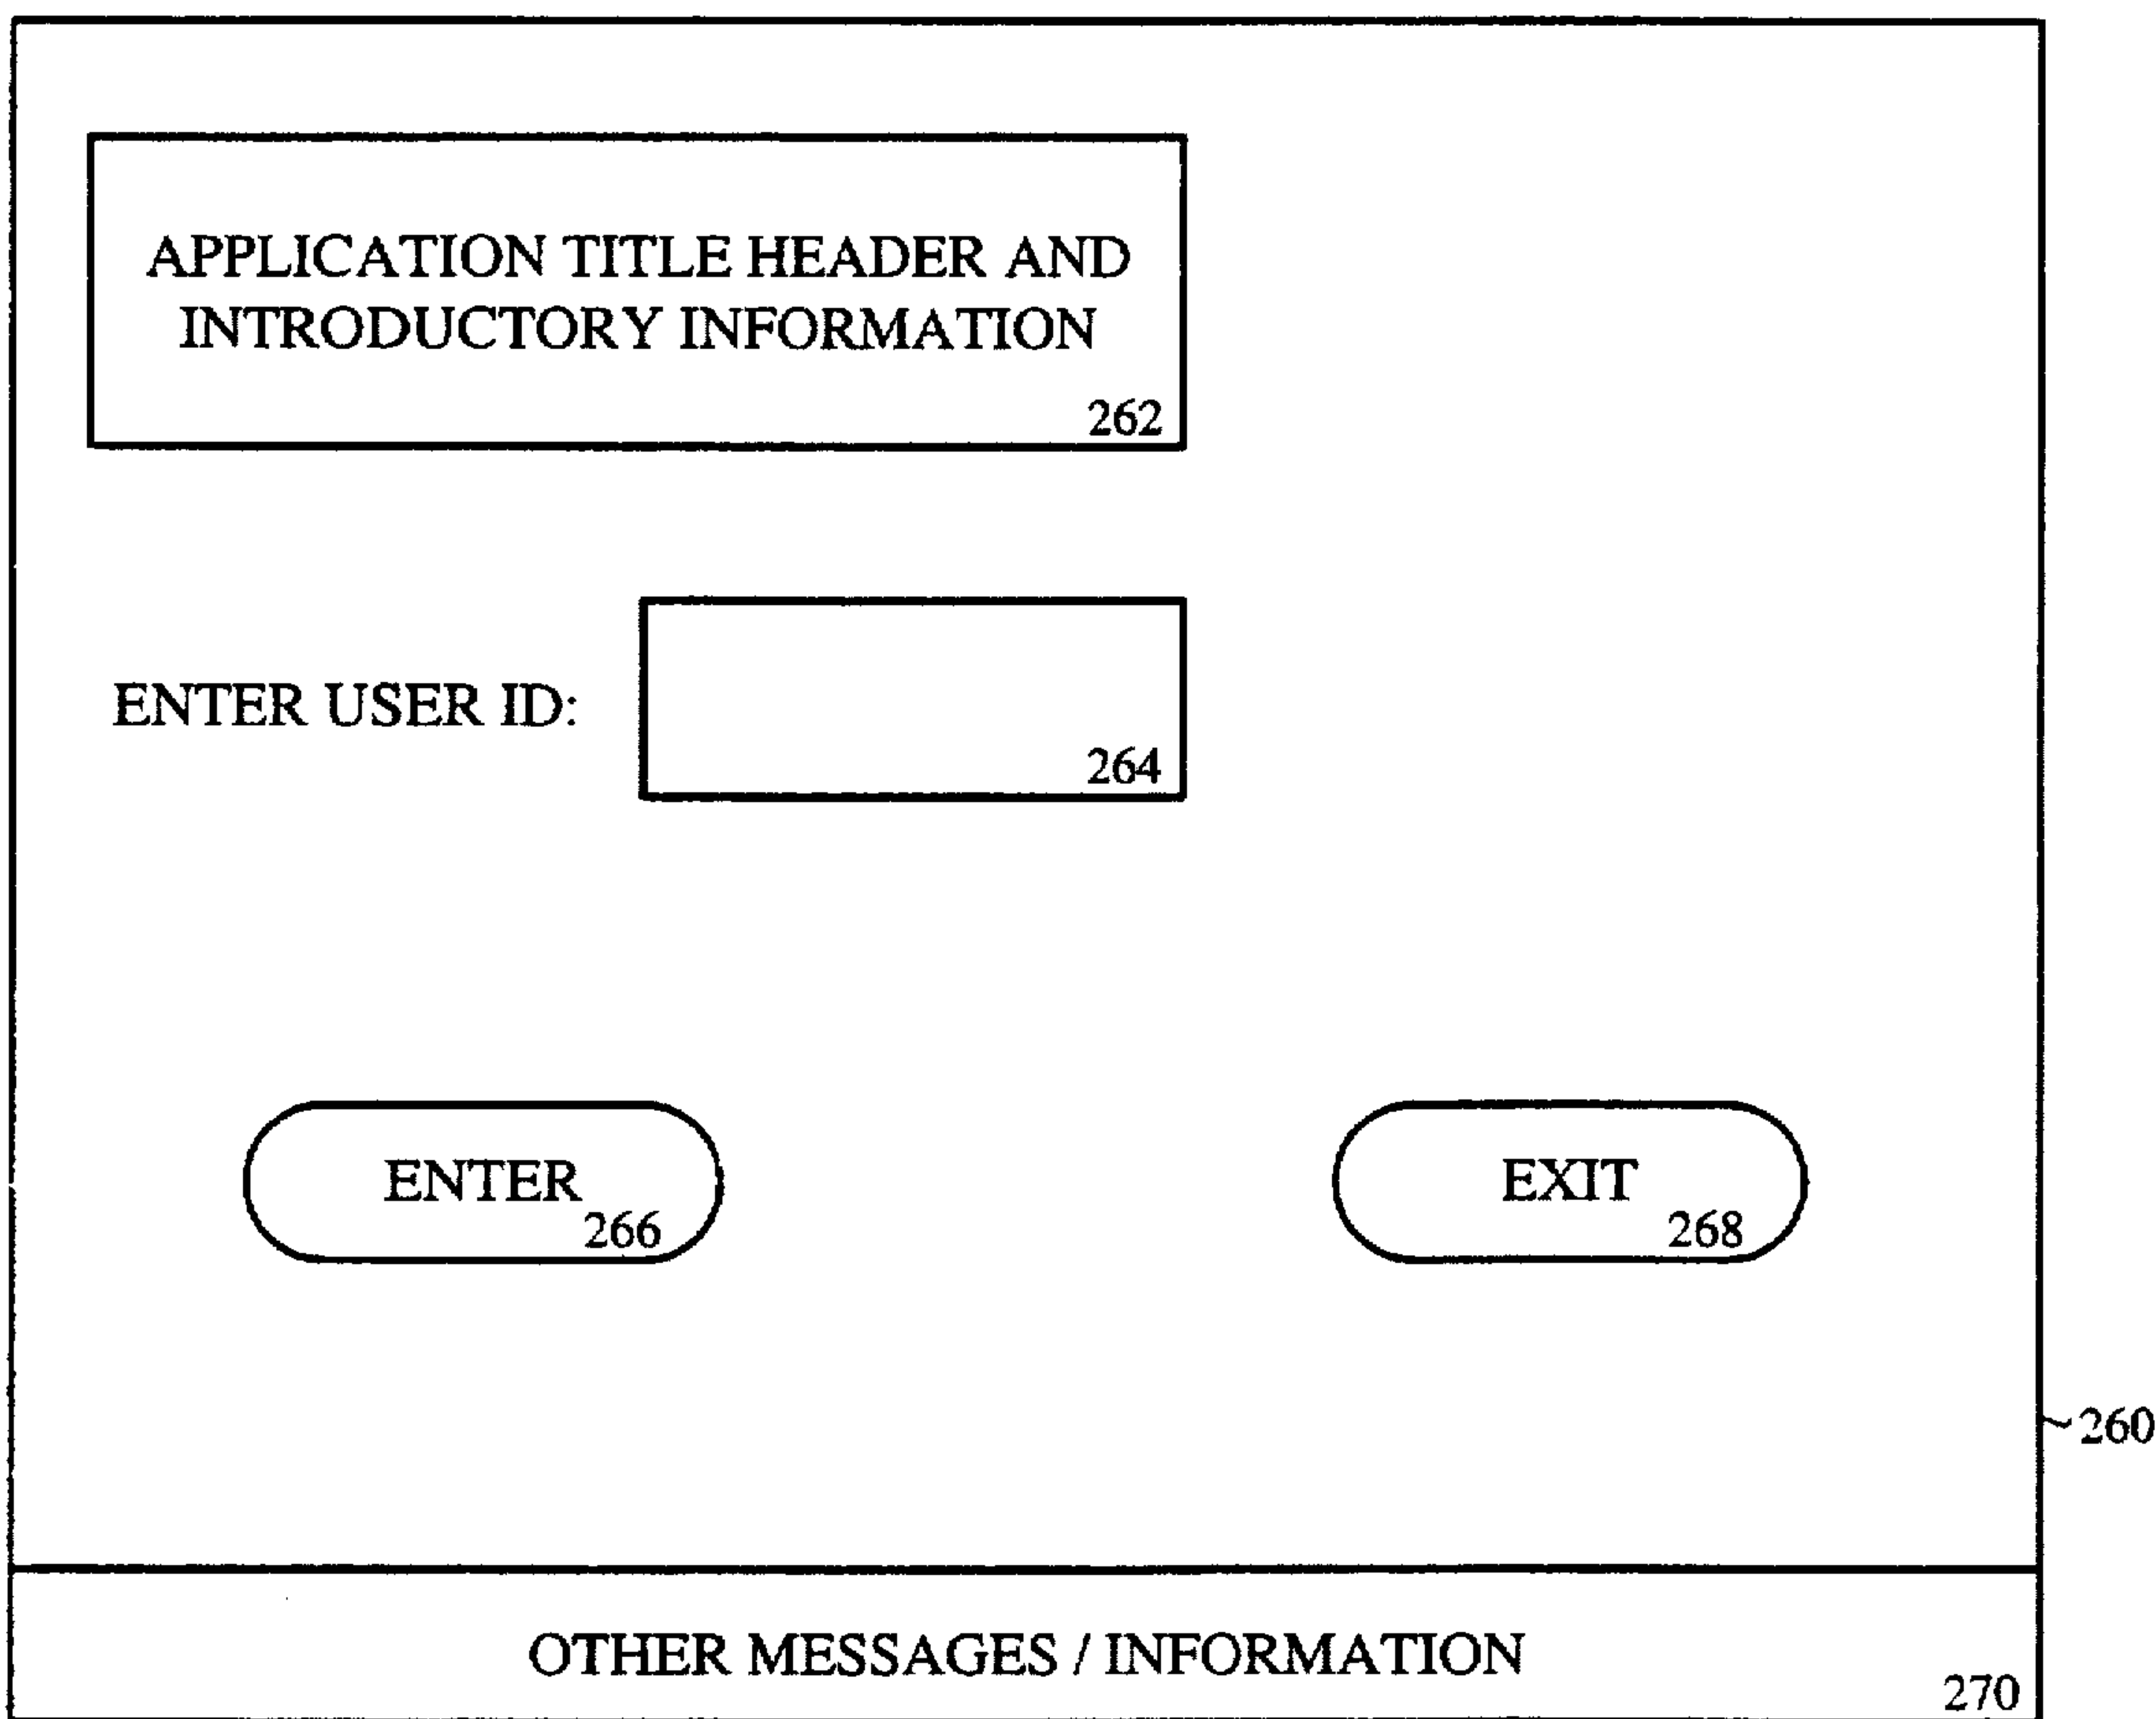 APPLICATION TITLE HEADER AND
INTRODUCTORY INFORMATION
262
ENTER USER ID:
264
ENTER
266
EXIT
268
260
OTHER MESSAGES / INFORMATION
270